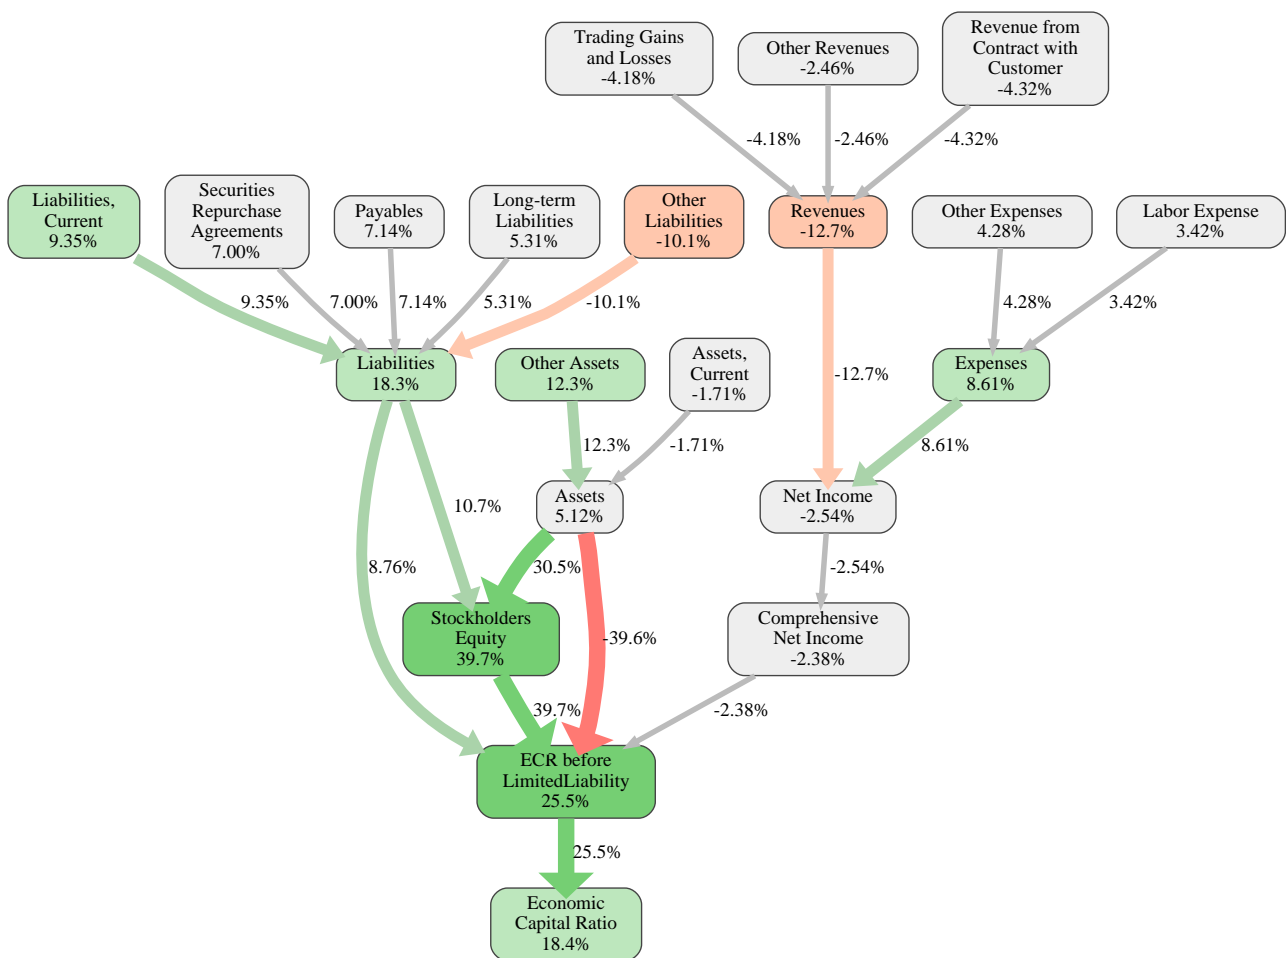 Trading Gains
and Losses
-4.18%
Other Revenues
-2.46%
Revenue from
Contract with
Customer
-4.32%
-4.18%
-2.46%
-4.32%
Liabilities,
Current
9.35%
Securities
Repurchase
Agreements
7.00%
Payables
7.14%
Long-term
Liabilities
5.31%
Other
Liabilities
-10.1%
Revenues
-12.7%
Other Expenses
4.28%
Labor Expense
3.42%
9.35%
7.00%
7.14%
5.31%
-10.1%
4.28%
3.42%
Liabilities
18.3%
Other Assets
12.3%
Assets,
Current
-1.71%
-12.7%
Expenses
8.61%
12.3%
-1.71%
8.61%
10.7%
Assets
5.12%
Net Income
-2.54%
8.76%
30.5%
-2.54%
Stockholders
Equity
39.7%
-39.6%
Comprehensive
Net Income
-2.38%
39.7%
-2.38%
ECR before
LimitedLiability
25.5%
25.5%
Economic
Capital Ratio
18.4%